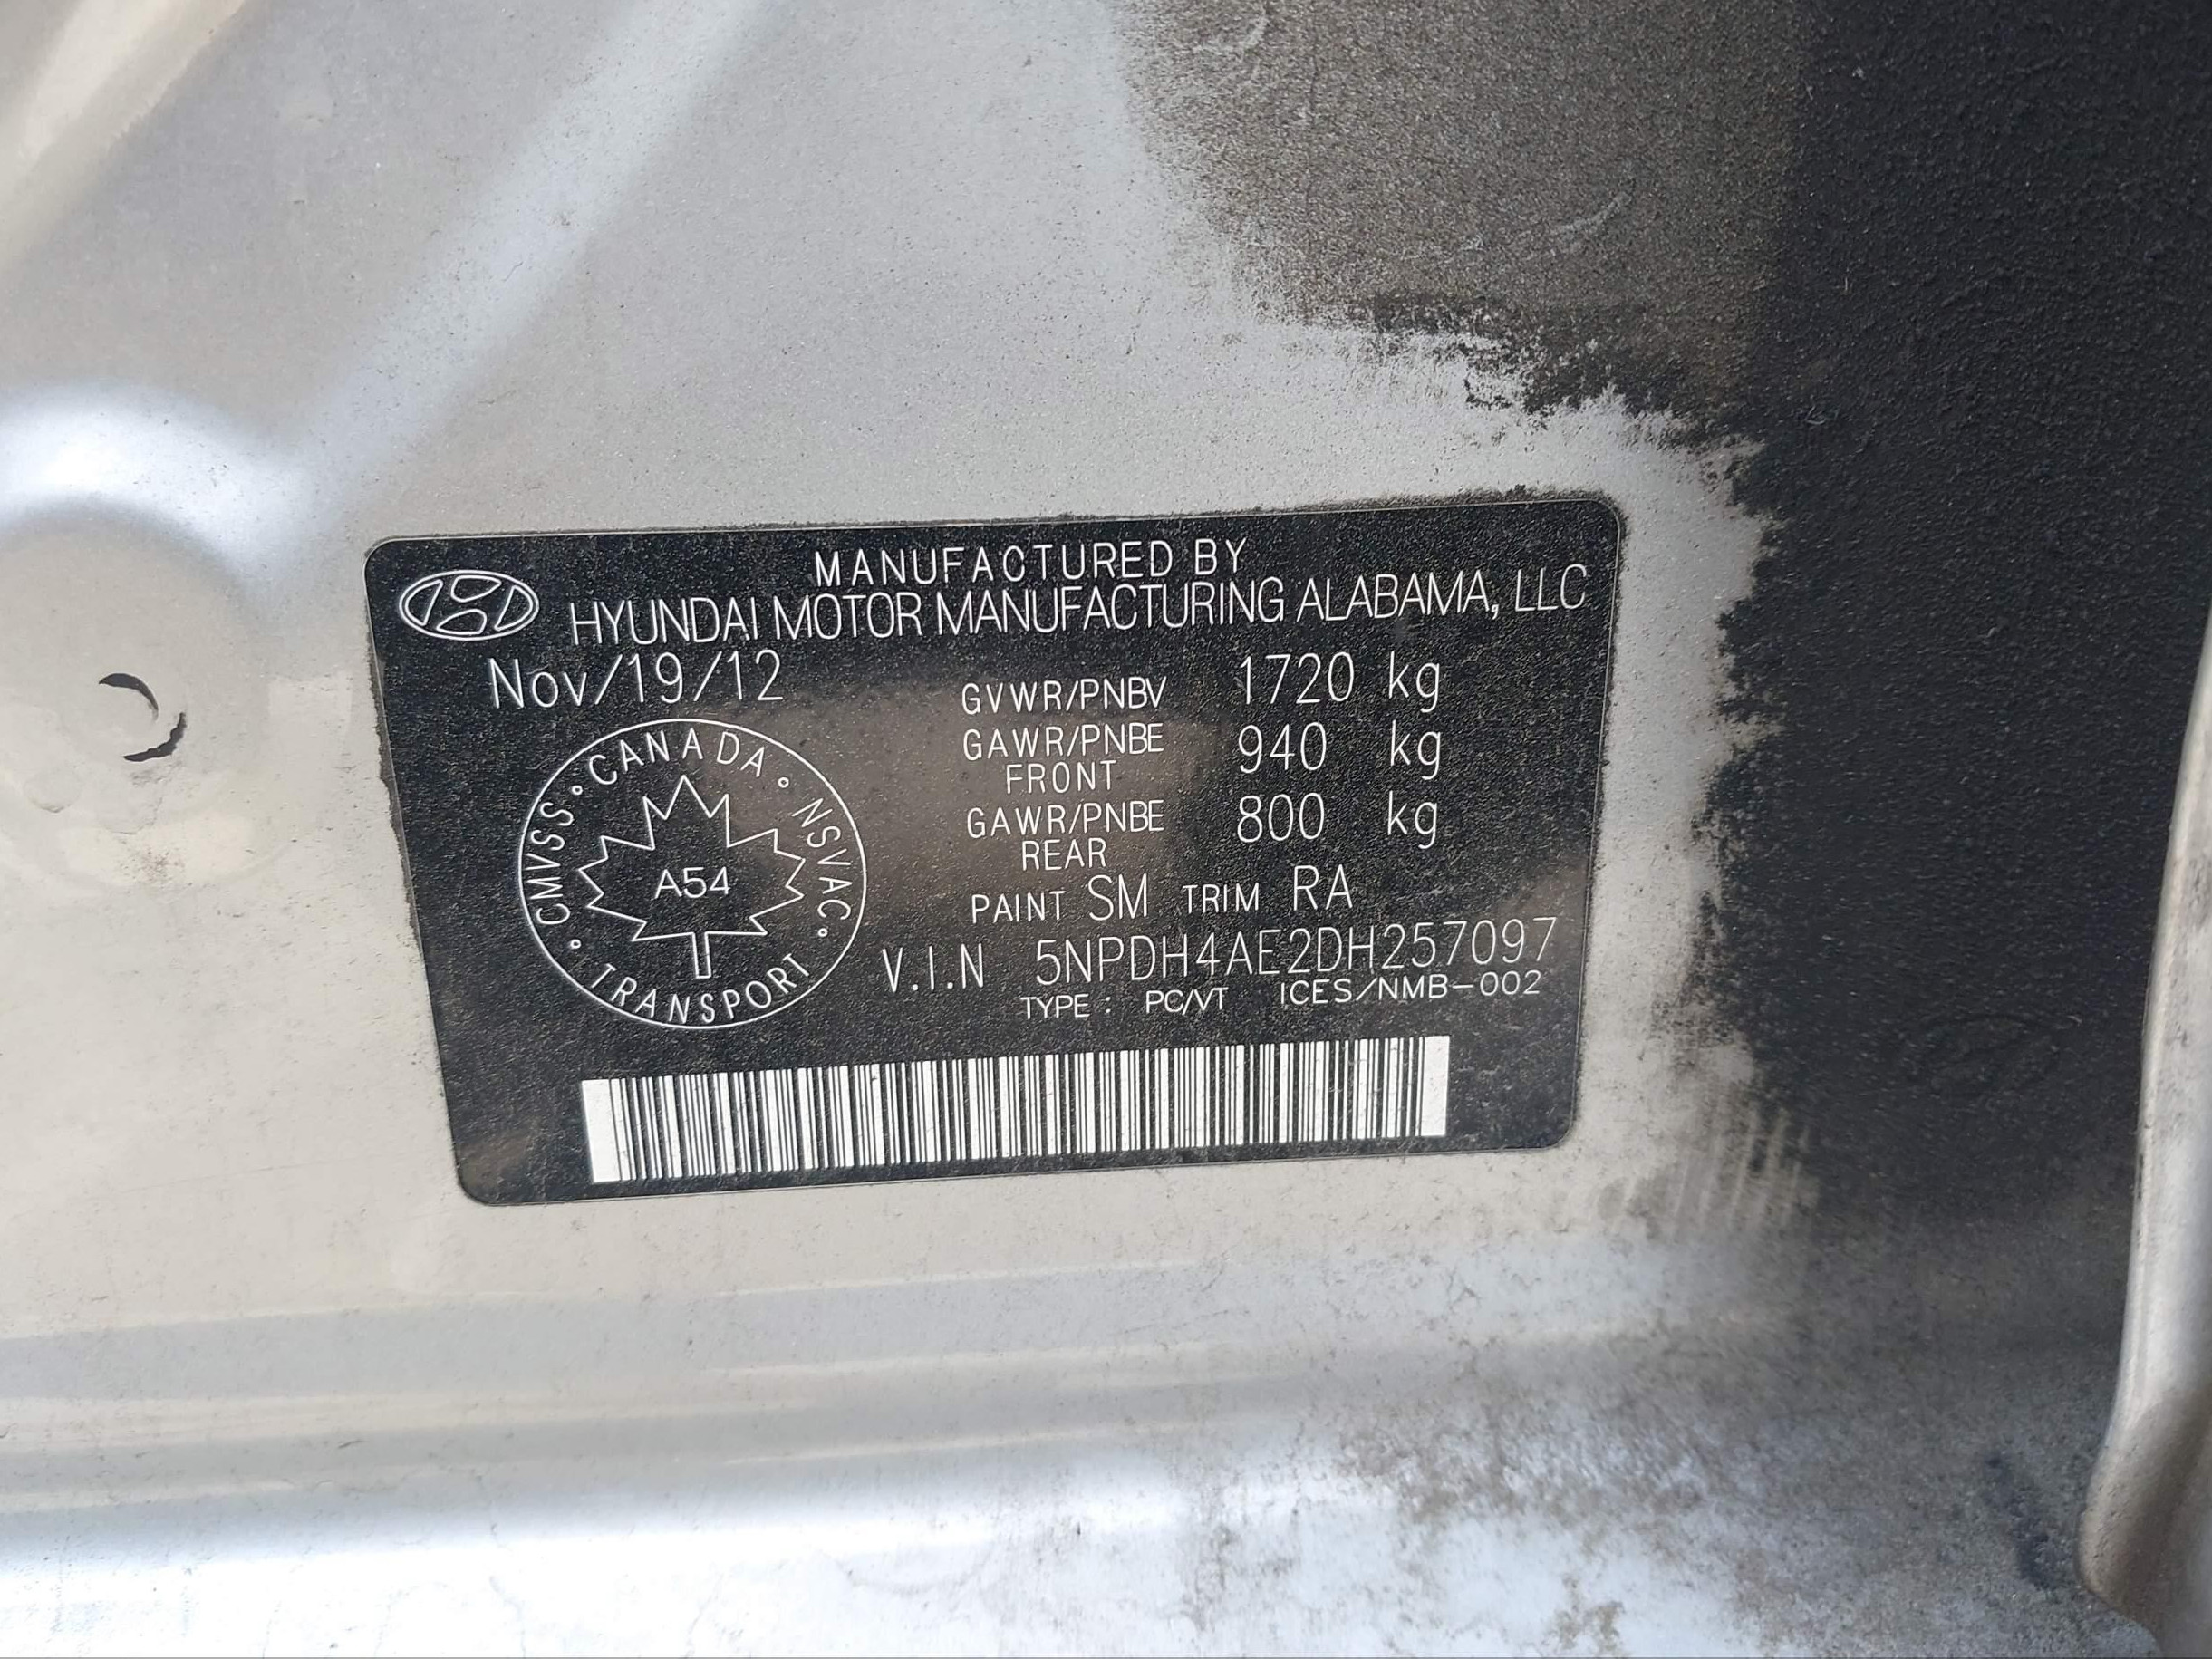 MANUFACTURED BY
HYUNDAI MOTOR MANUFACTURING ALABAMA, LLC
Nov/19/12
GVWR/PNBV 1720 kg
GAWR/PNBE FRONT 940 kg
GAWR/PNBE REAR 800 kg
PAINT SM TRIM RA
V.I.N 5NPDH4AE2DH257097
TYPE : PC/VT ICES/NMB-002
CMVSS • CANADA • NSVAC • TRANSPORT •
A54